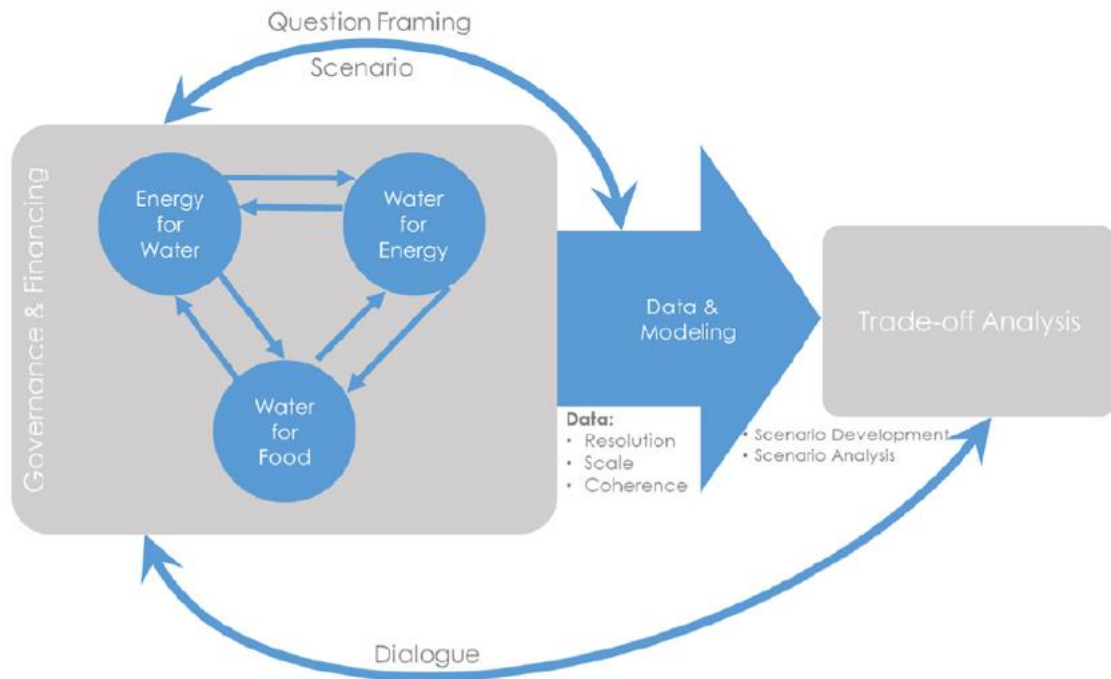 Question Framing
Scenario
Governance & Financing
Energy
for
Water
Water
for
Energy
Water
for
Food
Data &
Modeling
Data:
• Resolution
• Scale
• Coherence
• Scenario Development
• Scenario Analysis
Trade-off Analysis
Dialogue